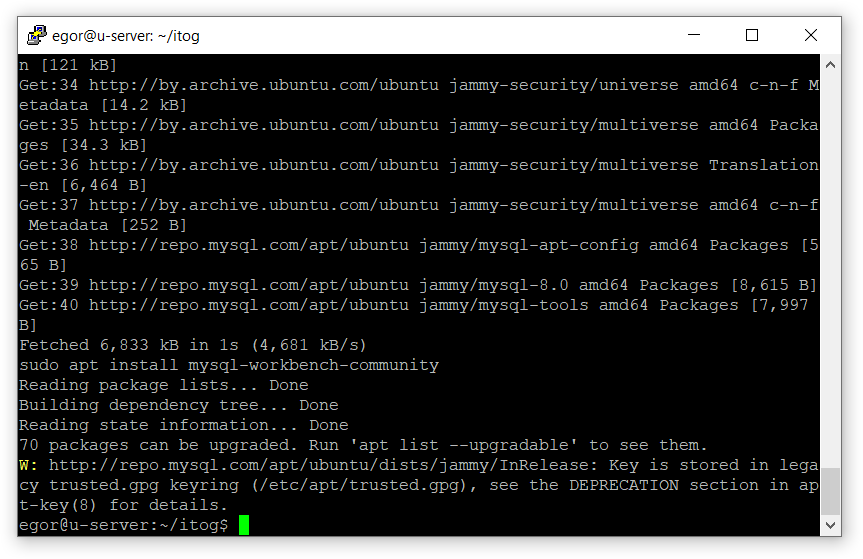 egor@u-server: ~/itog
n [121 kB]
Get:34 http://by.archive.ubuntu.com/ubuntu jammy-security/universe amd64 c-n-f M
etadata [14.2 kB]
Get:35 http://by.archive.ubuntu.com/ubuntu jammy-security/multiverse amd64 Packa
ges [34.3 kB]
Get:36 http://by.archive.ubuntu.com/ubuntu jammy-security/multiverse Translation
-en [6,464 B]
Get:37 http://by.archive.ubuntu.com/ubuntu jammy-security/multiverse amd64 c-n-f
 Metadata [252 B]
Get:38 http://repo.mysql.com/apt/ubuntu jammy/mysql-apt-config amd64 Packages [5
65 B]
Get:39 http://repo.mysql.com/apt/ubuntu jammy/mysql-8.0 amd64 Packages [8,615 B]
Get:40 http://repo.mysql.com/apt/ubuntu jammy/mysql-tools amd64 Packages [7,997
B]
Fetched 6,833 kB in 1s (4,681 kB/s)
sudo apt install mysql-workbench-community
Reading package lists... Done
Building dependency tree... Done
Reading state information... Done
70 packages can be upgraded. Run 'apt list --upgradable' to see them.
W: http://repo.mysql.com/apt/ubuntu/dists/jammy/InRelease: Key is stored in lega
cy trusted.gpg keyring (/etc/apt/trusted.gpg), see the DEPRECATION section in ap
t-key(8) for details.
egor@u-server:~/itog$